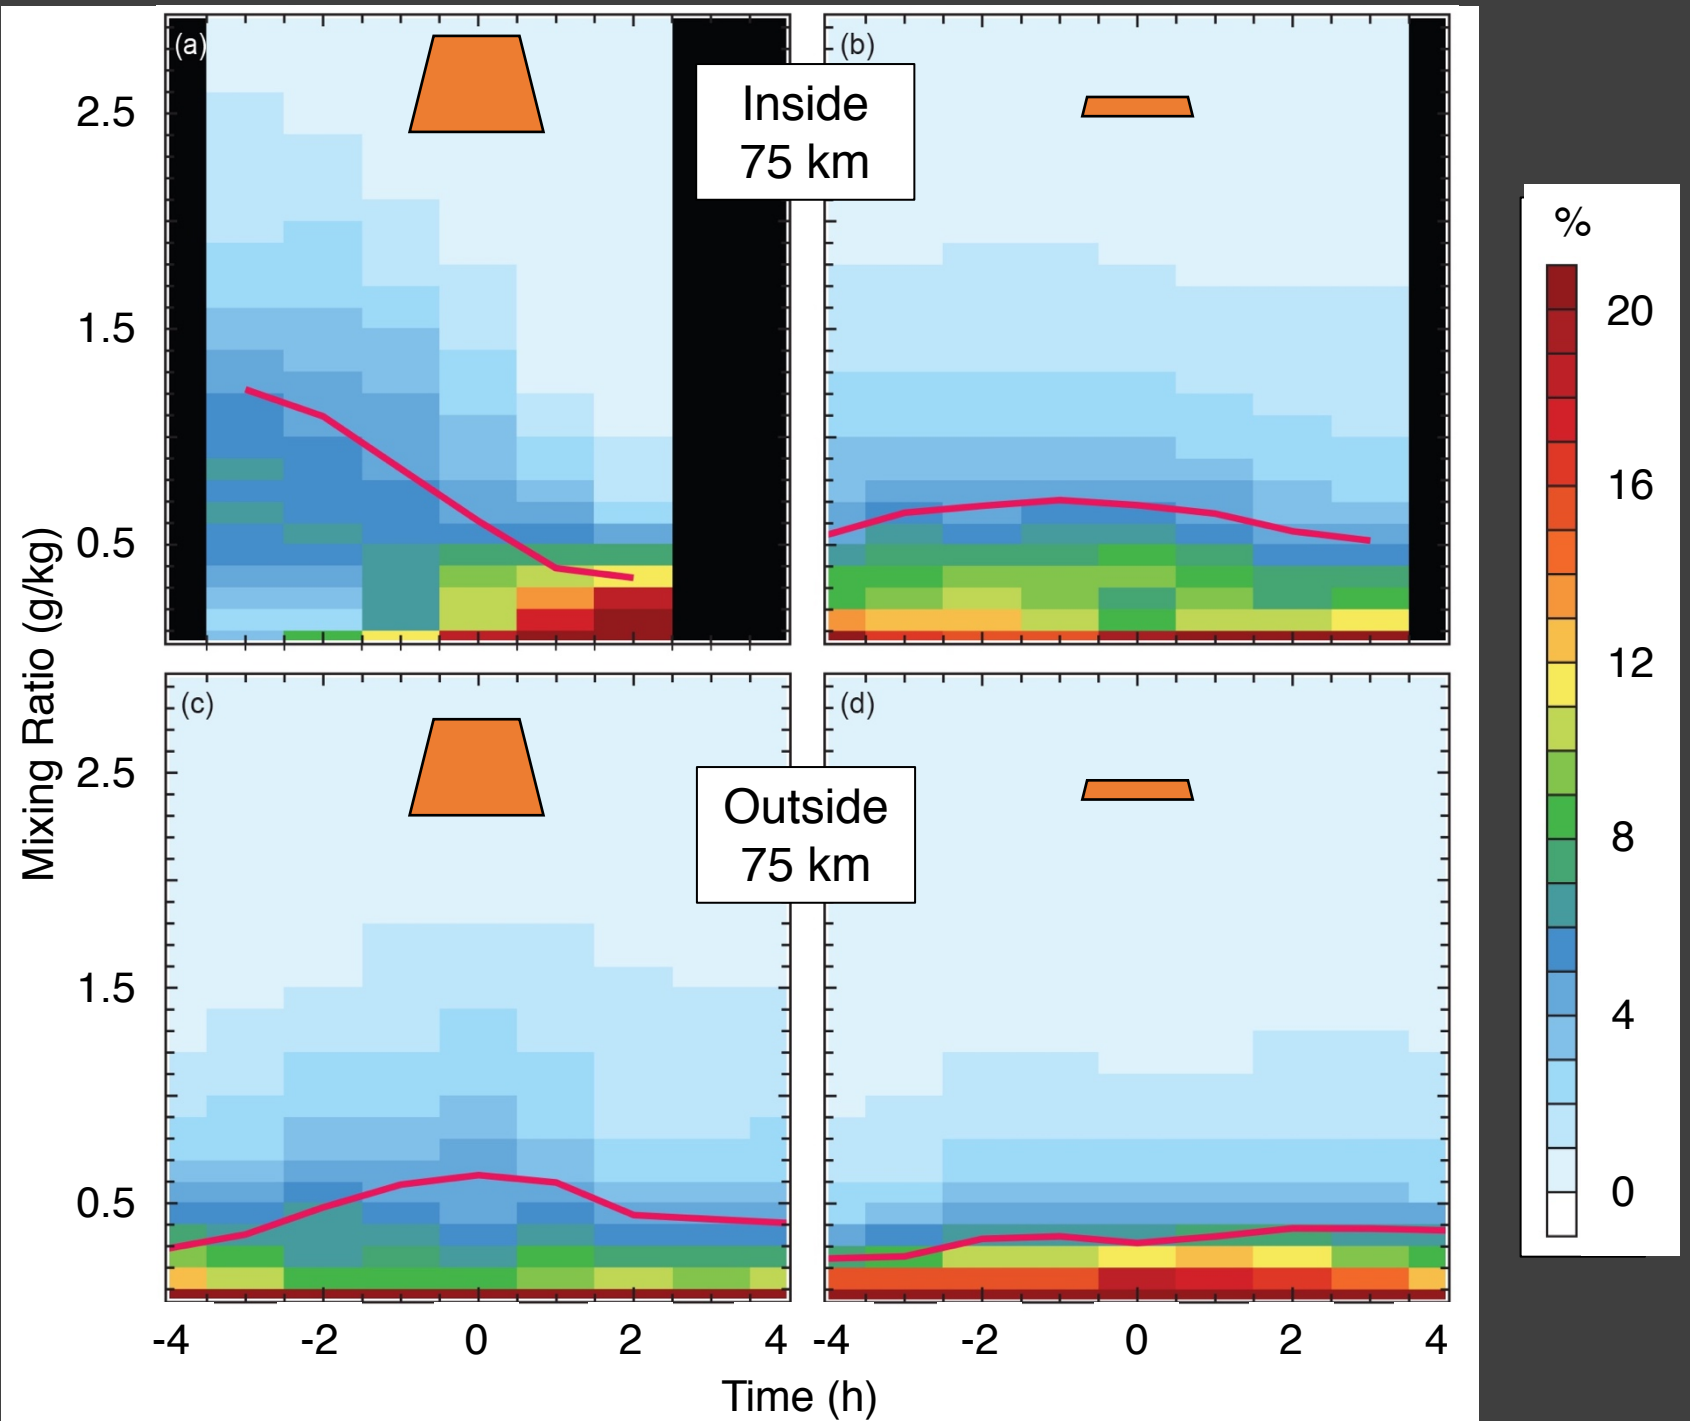 (a)
(b)
Inside
75 km
2.5
1.5
0.5
(c)
(d)
Outside
75 km
2.5
1.5
0.5
Mixing Ratio (g/kg)
-4 -2 0 2 4 -4 -2 0 2 4
Time (h)
%
20
16
12
8
4
0